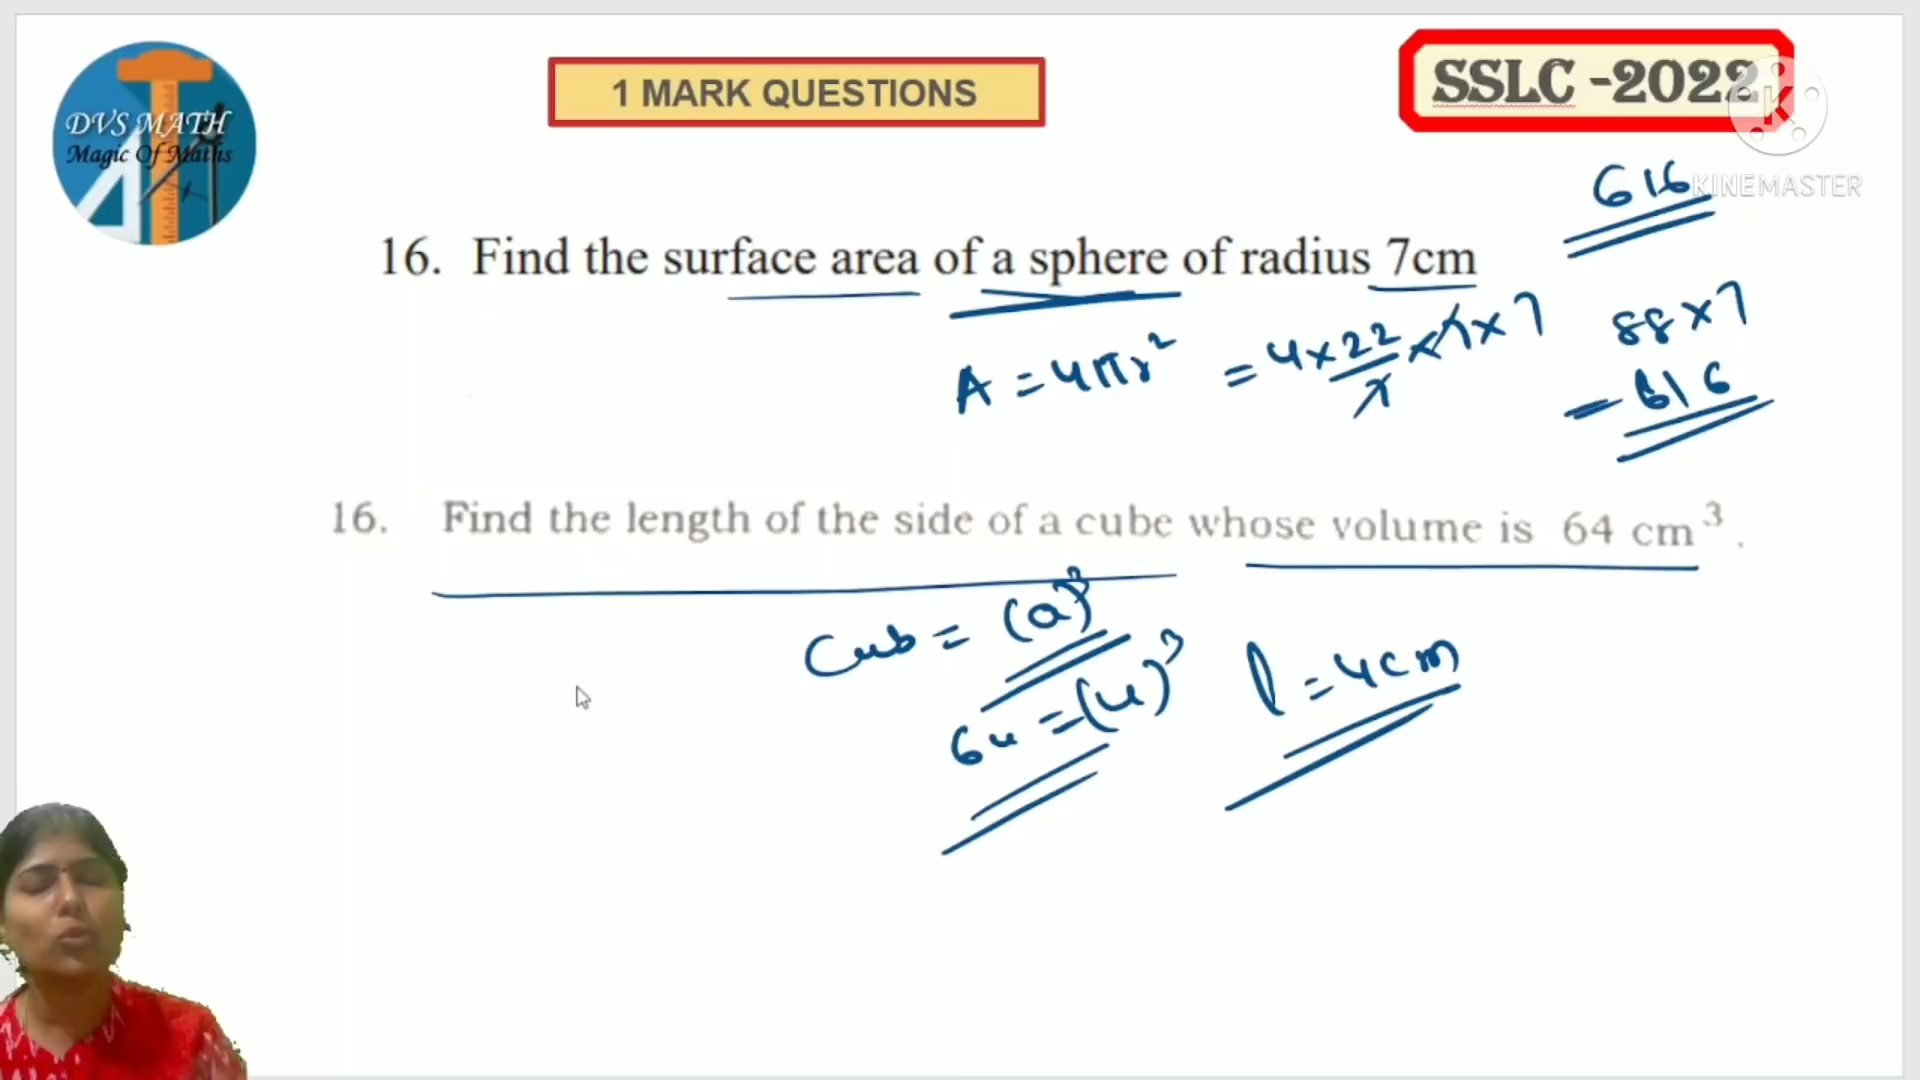 DVS MATH
Magic Of Maths
1 MARK QUESTIONS
SSLC -2022
KINEMASTER
616
16. Find the surface area of a sphere of radius 7cm
A = 4πr² = 4 × 22/7 × 7 × 7
88 × 7
= 616
16. Find the length of the side of a cube whose volume is 64 cm³.
Cub = (a)³
64 = (4)³
l = 4cm